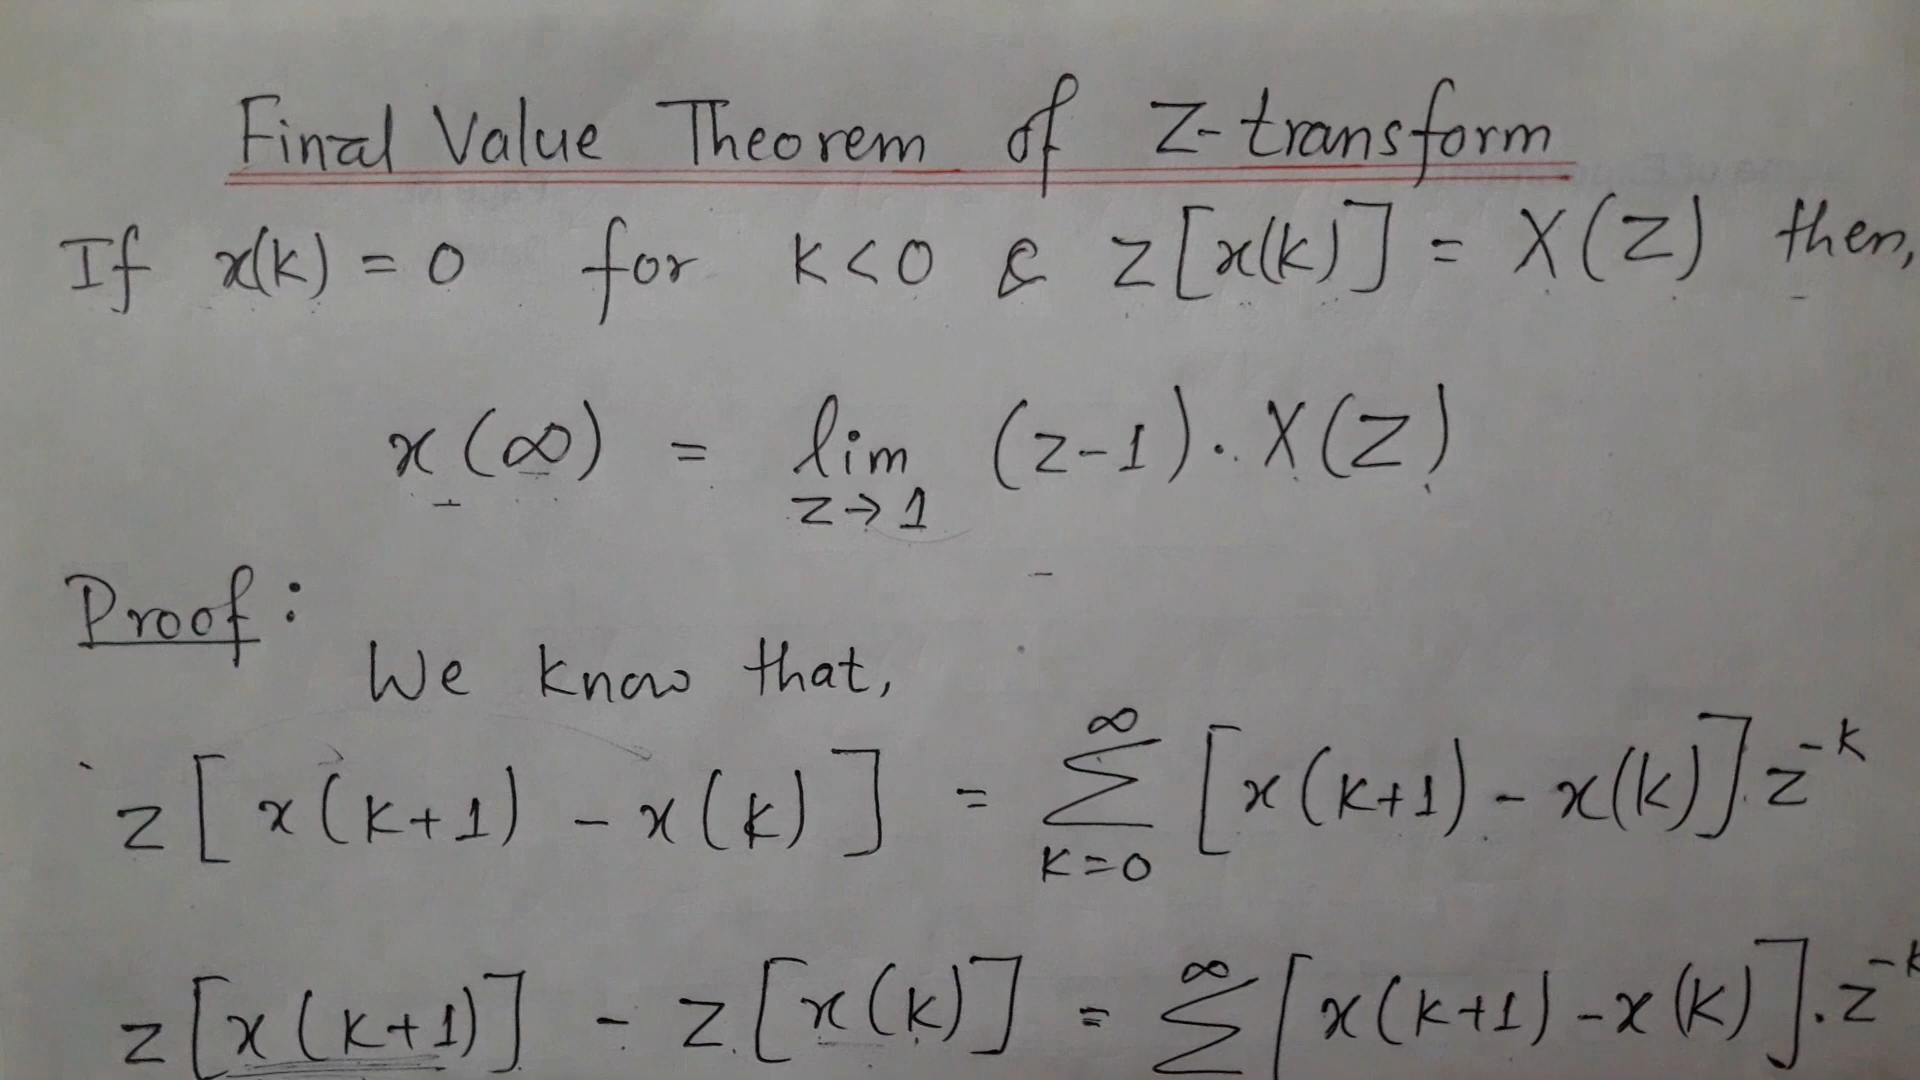 Final Value Theorem of Z-transform
If x(k) = 0 for k<0 & z[x(k)] = X(Z) then,
x(∞) = lim (z-1). X(Z)
z→1
Proof:
We know that,
∞
z[x(k+1) - x(k)] = Σ [x(k+1) - x(k)] z^-k
k=0
∞
z[x(k+1)] - z[x(k)] = Σ [x(k+1) - x(k)].z^-k